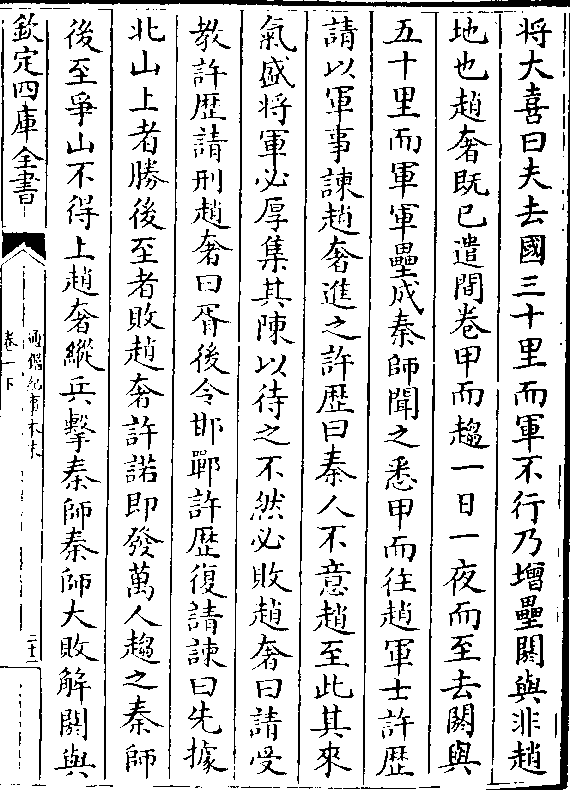 将大喜曰夫去國三十里而軍不行乃增壘閼與非趙
地也趙奢既已遣間卷甲而趨一日一夜而至去閼與
五十里而軍軍壘成秦師聞之悉甲而往趙軍士許歴
請以軍事諫趙奢進之許歴曰秦人不意趙至此其來
氣盛将軍必厚集其陳以待之不然必敗趙奢曰請受
教許歴請刑趙奢曰胥後令邯鄲許歴復請諫曰先據
北山上者勝後至者敗趙奢許諾即發萬人趨之秦師
後至爭山不得上趙奢縱兵擊秦師秦師大敗解閼與
欽定四庫全書
通鑑紀事本末
卷一下
二十二